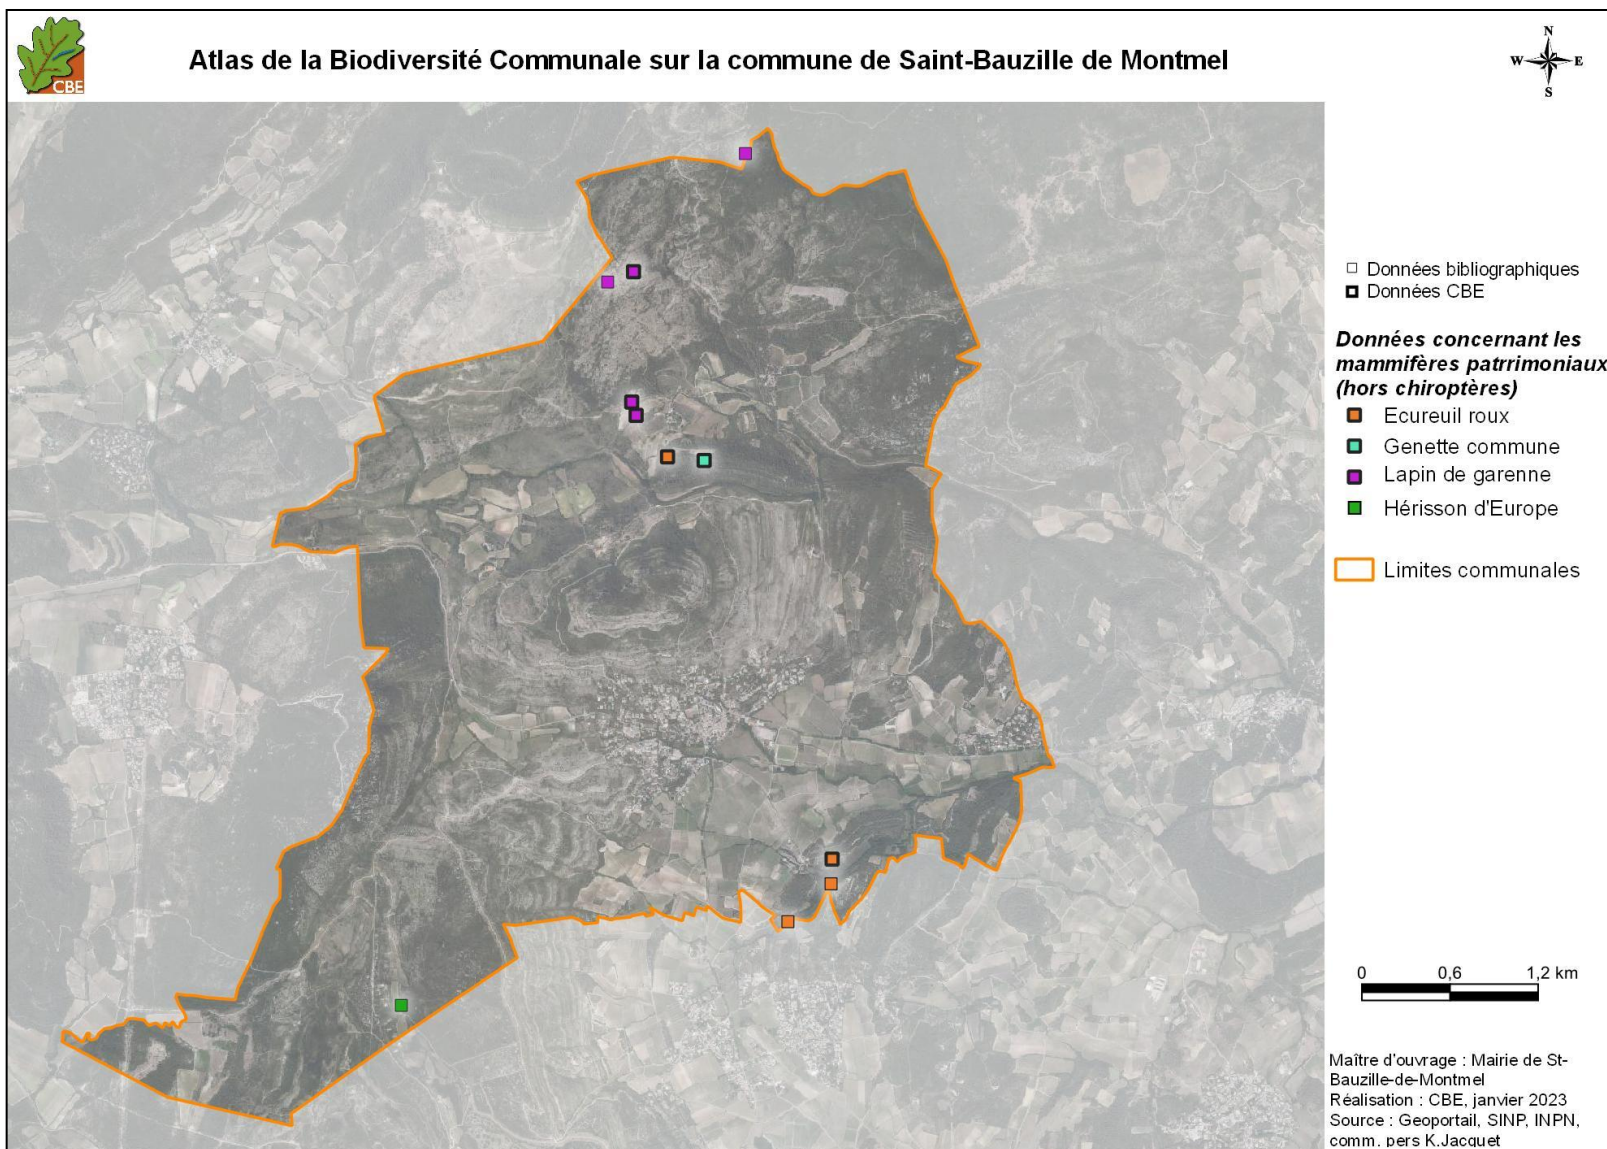 CBE
Atlas de la Biodiversité Communale sur la commune de Saint-Bauzille de Montmel
N
W E
S
Données bibliographiques
Données CBE
Données concernant les
mammifères patrimoniaux
(hors chiroptères)
Ecureuil roux
Genette commune
Lapin de garenne
Hérisson d'Europe
Limites communales
0 0,6 1,2 km
Maître d'ouvrage : Mairie de St-
Bauzille-de-Montmel
Réalisation : CBE, janvier 2023
Source : Geoportail, SINP, INPN,
comm. pers K.Jacquet